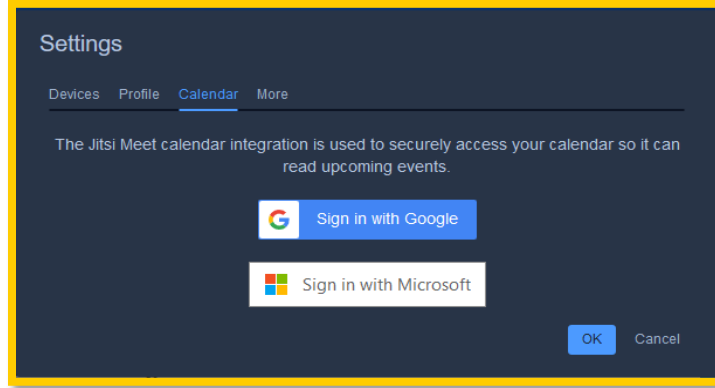 Settings
Devices Profile Calendar More
The Jitsi Meet calendar integration is used to securely access your calendar so it can
read upcoming events.
Sign in with Google
Sign in with Microsoft
OK Cancel